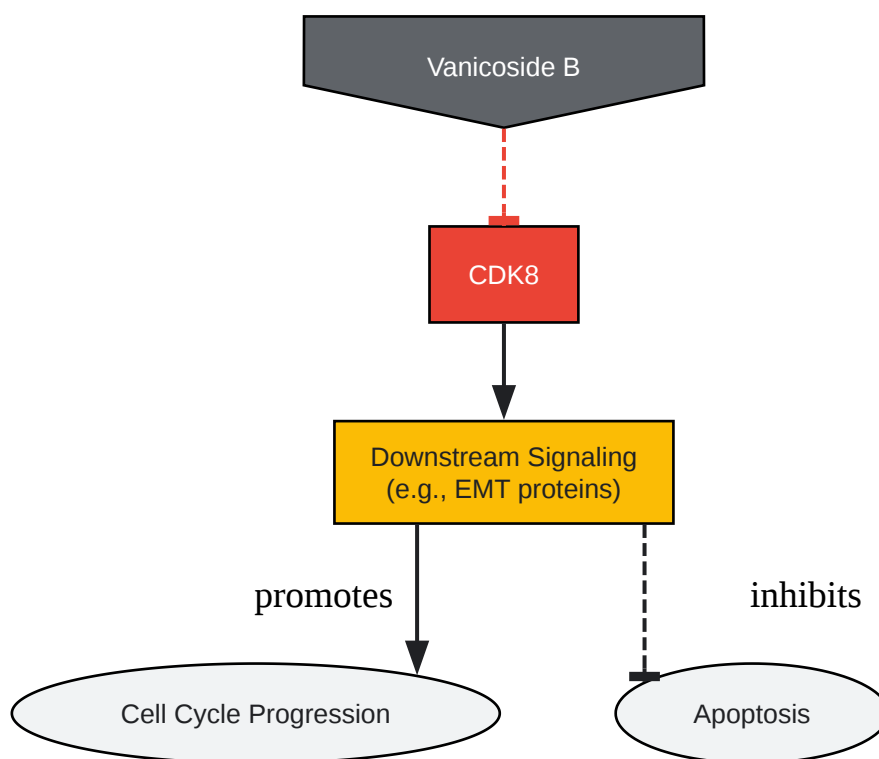 Vanicoside B
CDK8
Downstream Signaling
(e.g., EMT proteins)
promotes
inhibits
Cell Cycle Progression
Apoptosis